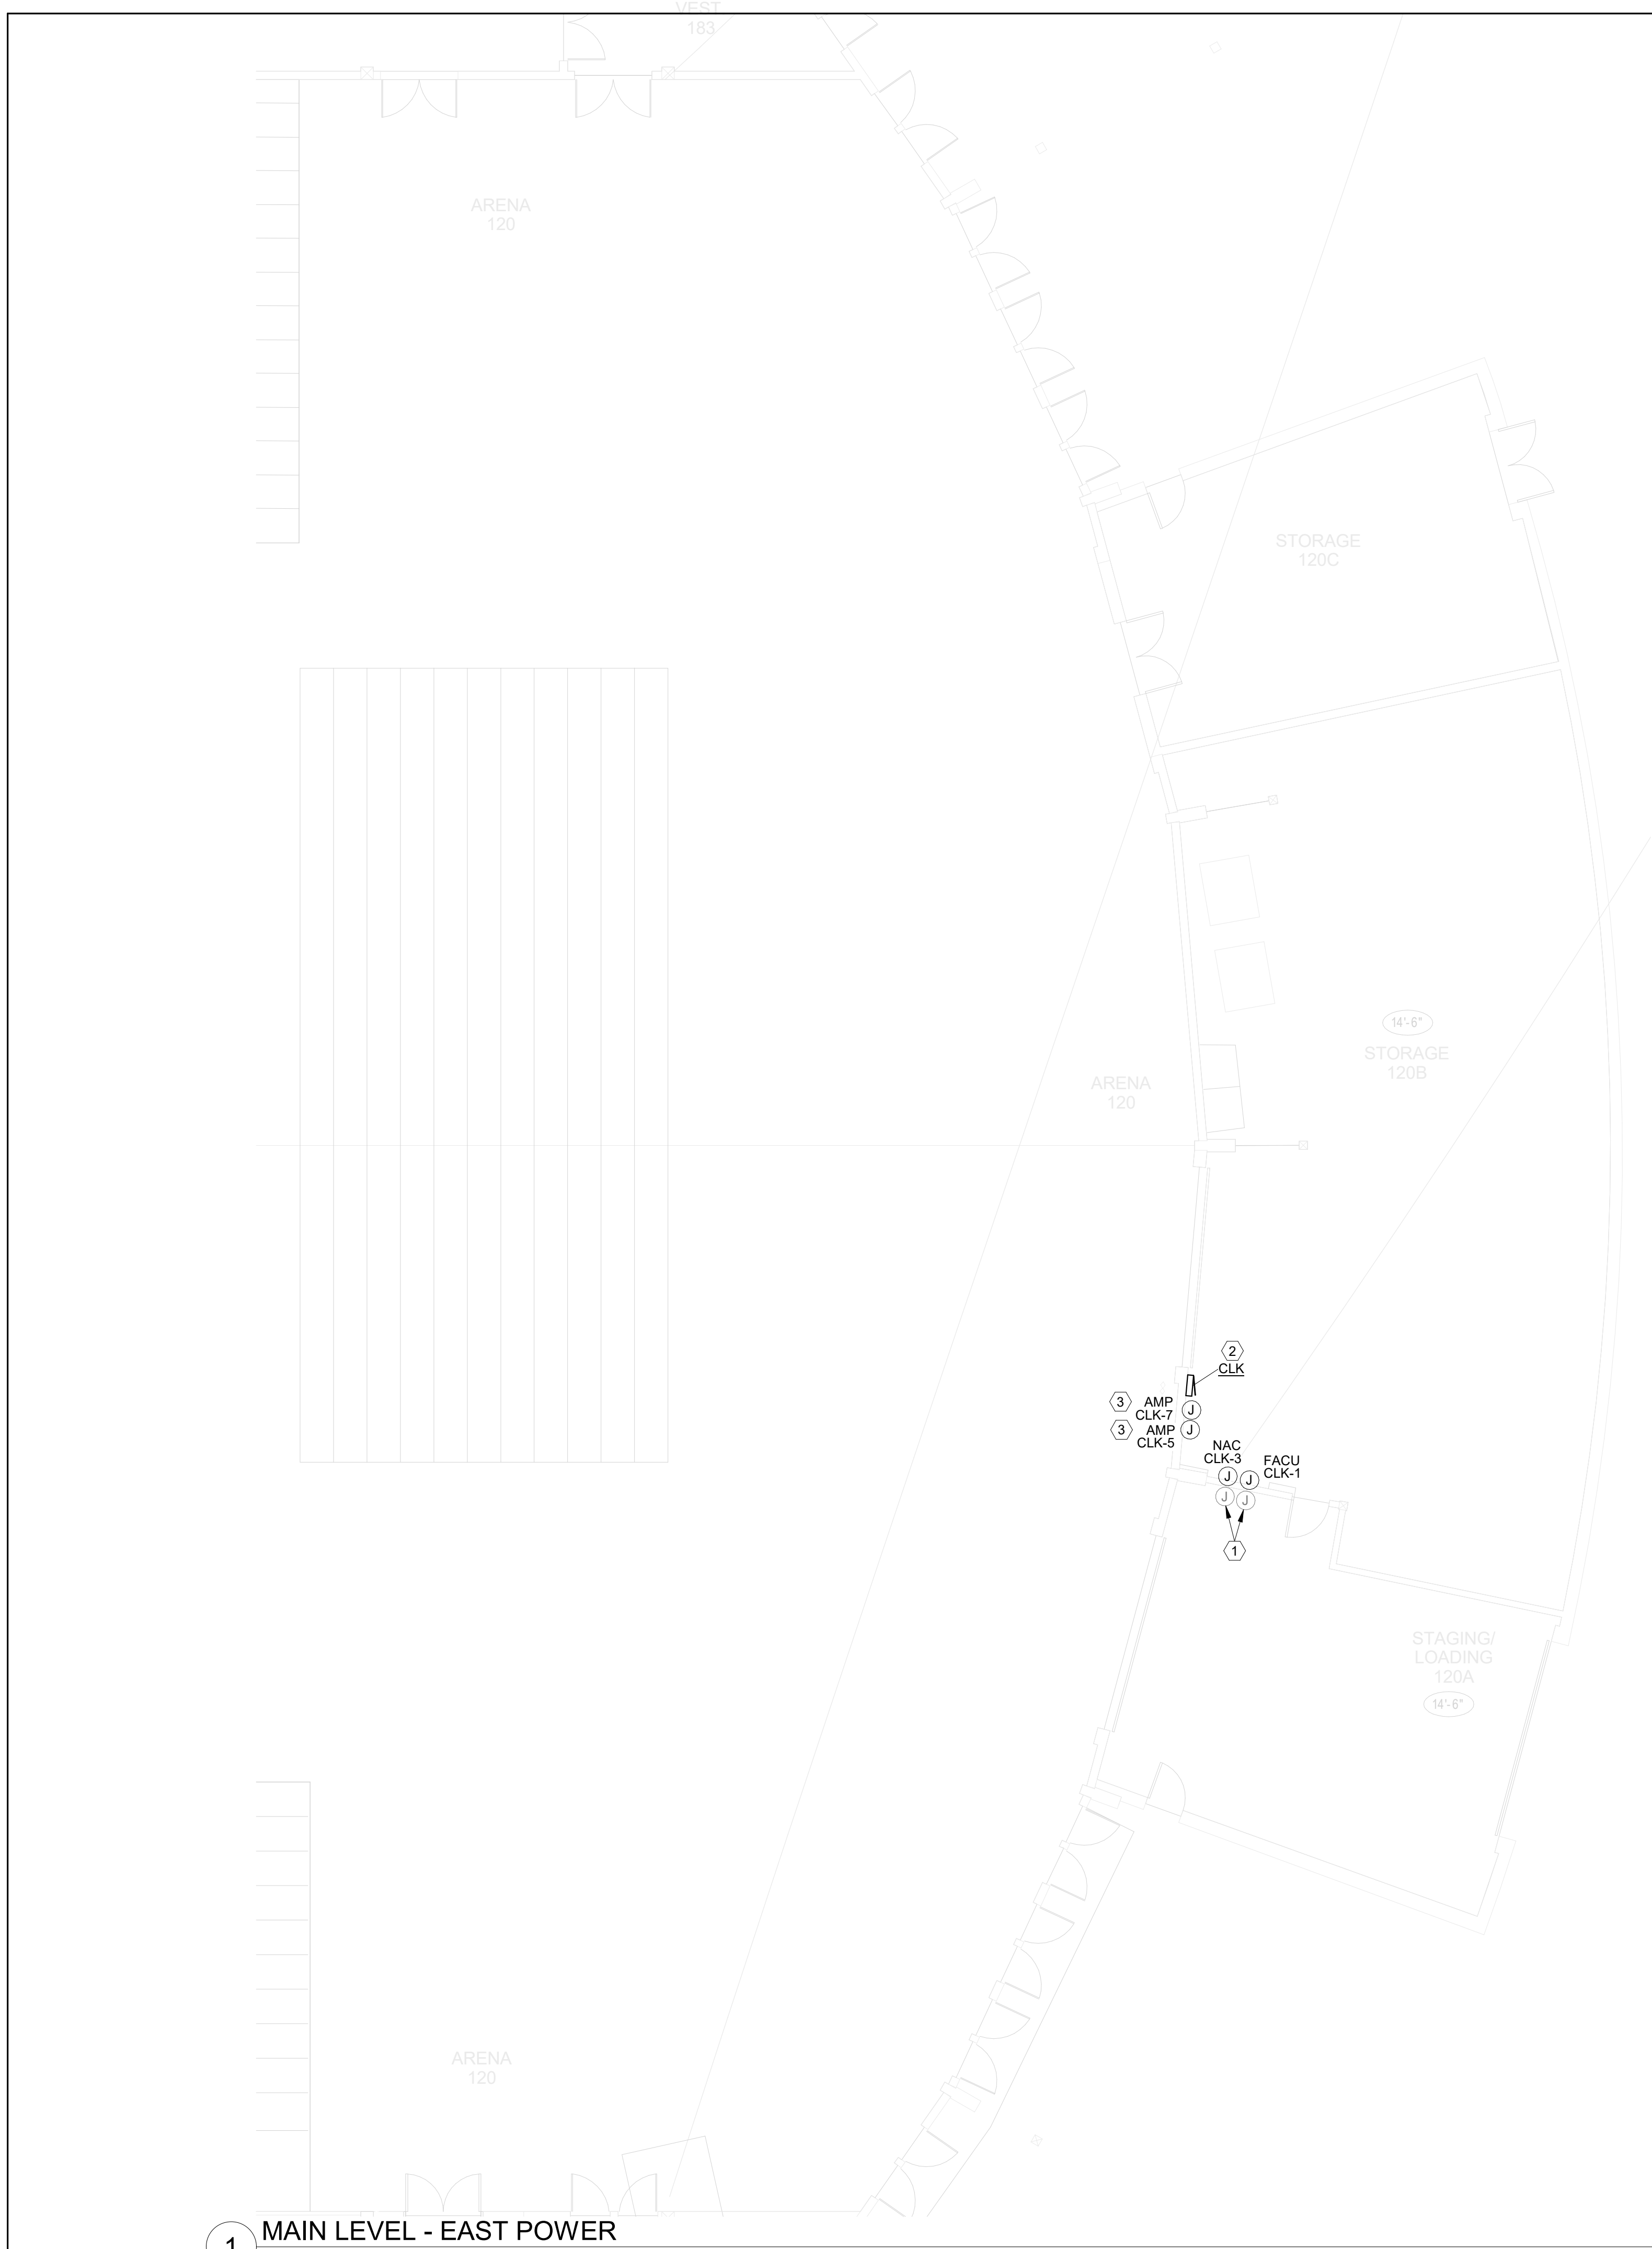 VEST
183
ARENA
120
STORAGE
120C
14'-6"
STORAGE
120B
ARENA
120
2
CLK
3
AMP
CLK-7
J
3
AMP
CLK-5
J
NAC
CLK-3
J
FACU
CLK-1
J
J
J
1
STAGING/
LOADING
120A
14'-6"
ARENA
120
1
MAIN LEVEL - EAST POWER